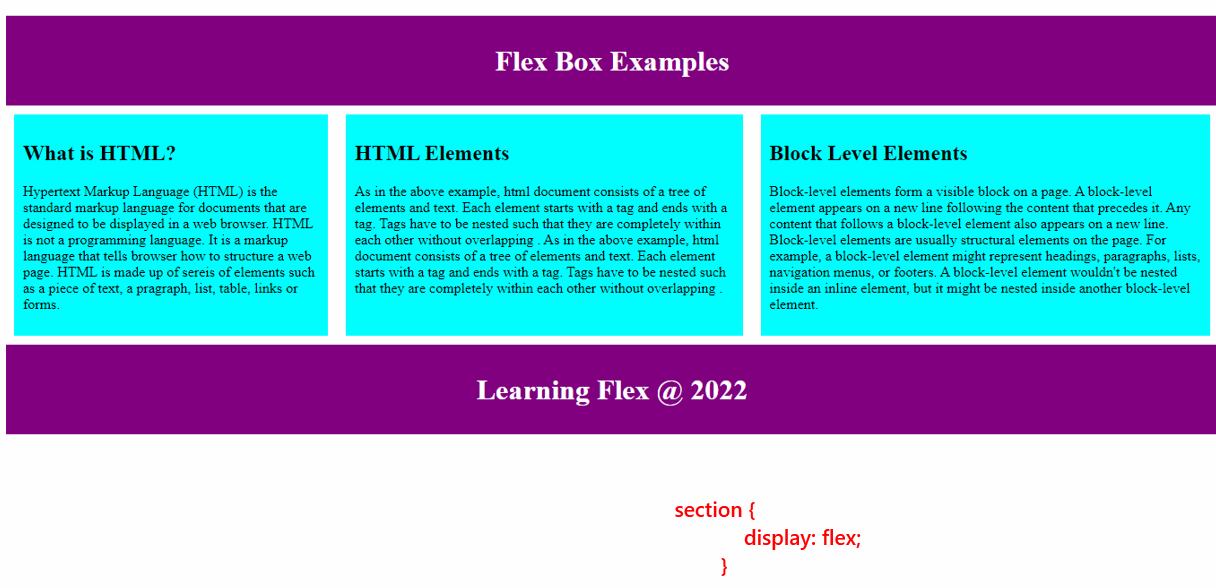 Flex Box Examples
What is HTML?
Hypertext Markup Language (HTML) is the
standard markup language for documents that are
designed to be displayed in a web browser. HTML
is not a programming language. It is a markup
language that tells browser how to structure a web
page. HTML is made up of sereis of elements such
as a piece of text, a pragraph, list, table, links or
forms.
HTML Elements
As in the above example, html document consists of a tree of
elements and text. Each element starts with a tag and ends with a
tag. Tags have to be nested such that they are completely within
each other without overlapping . As in the above example, html
document consists of a tree of elements and text. Each element
starts with a tag and ends with a tag. Tags have to be nested such
that they are completely within each other without overlapping .
Block Level Elements
Block-level elements form a visible block on a page. A block-level
element appears on a new line following the content that precedes it. Any
content that follows a block-level element also appears on a new line.
Block-level elements are usually structural elements on the page. For
example, a block-level element might represent headings, paragraphs, lists,
navigation menus, or footers. A block-level element wouldn't be nested
inside an inline element, but it might be nested inside another block-level
element.
Learning Flex @ 2022
section {
display: flex;
}